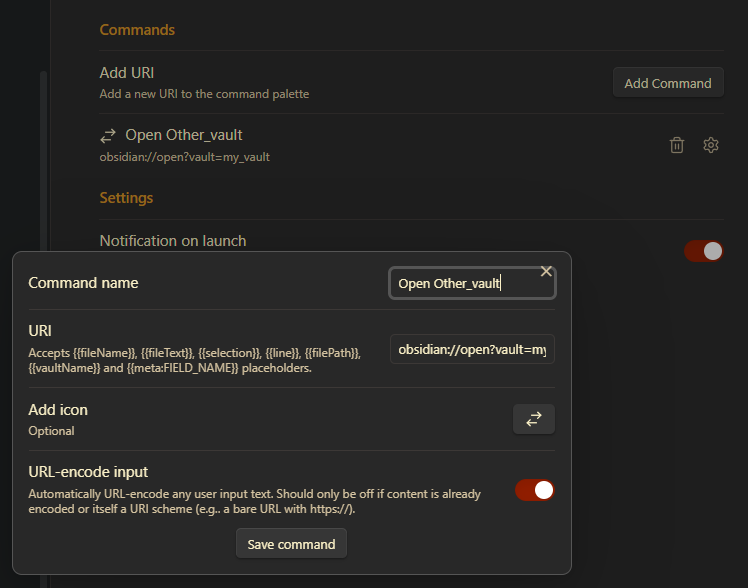 Commands
Add URI
Add a new URI to the command palette
Add Command
Open Other_vault
obsidian://open?vault=my_vault
Settings
Notification on launch
Command name
Open Other_vault
URI
Accepts {{fileName}}, {{fileText}}, {{selection}}, {{line}}, {{filePath}},
{{vaultName}} and {{meta:FIELD_NAME}} placeholders.
obsidian://open?vault=my
Add icon
Optional
URL-encode input
Automatically URL-encode any user input text. Should only be off if content is already
encoded or itself a URI scheme (e.g.. a bare URL with https://).
Save command